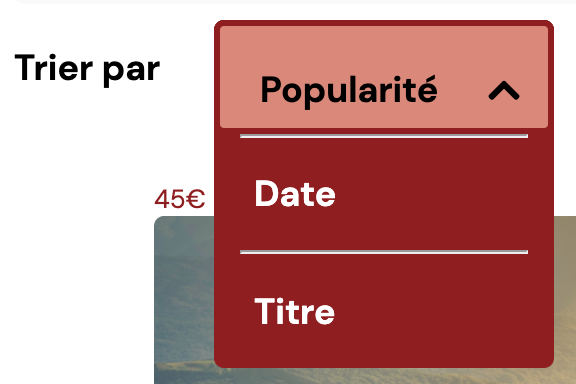 Trier par
Popularité
Date
45€
Titre